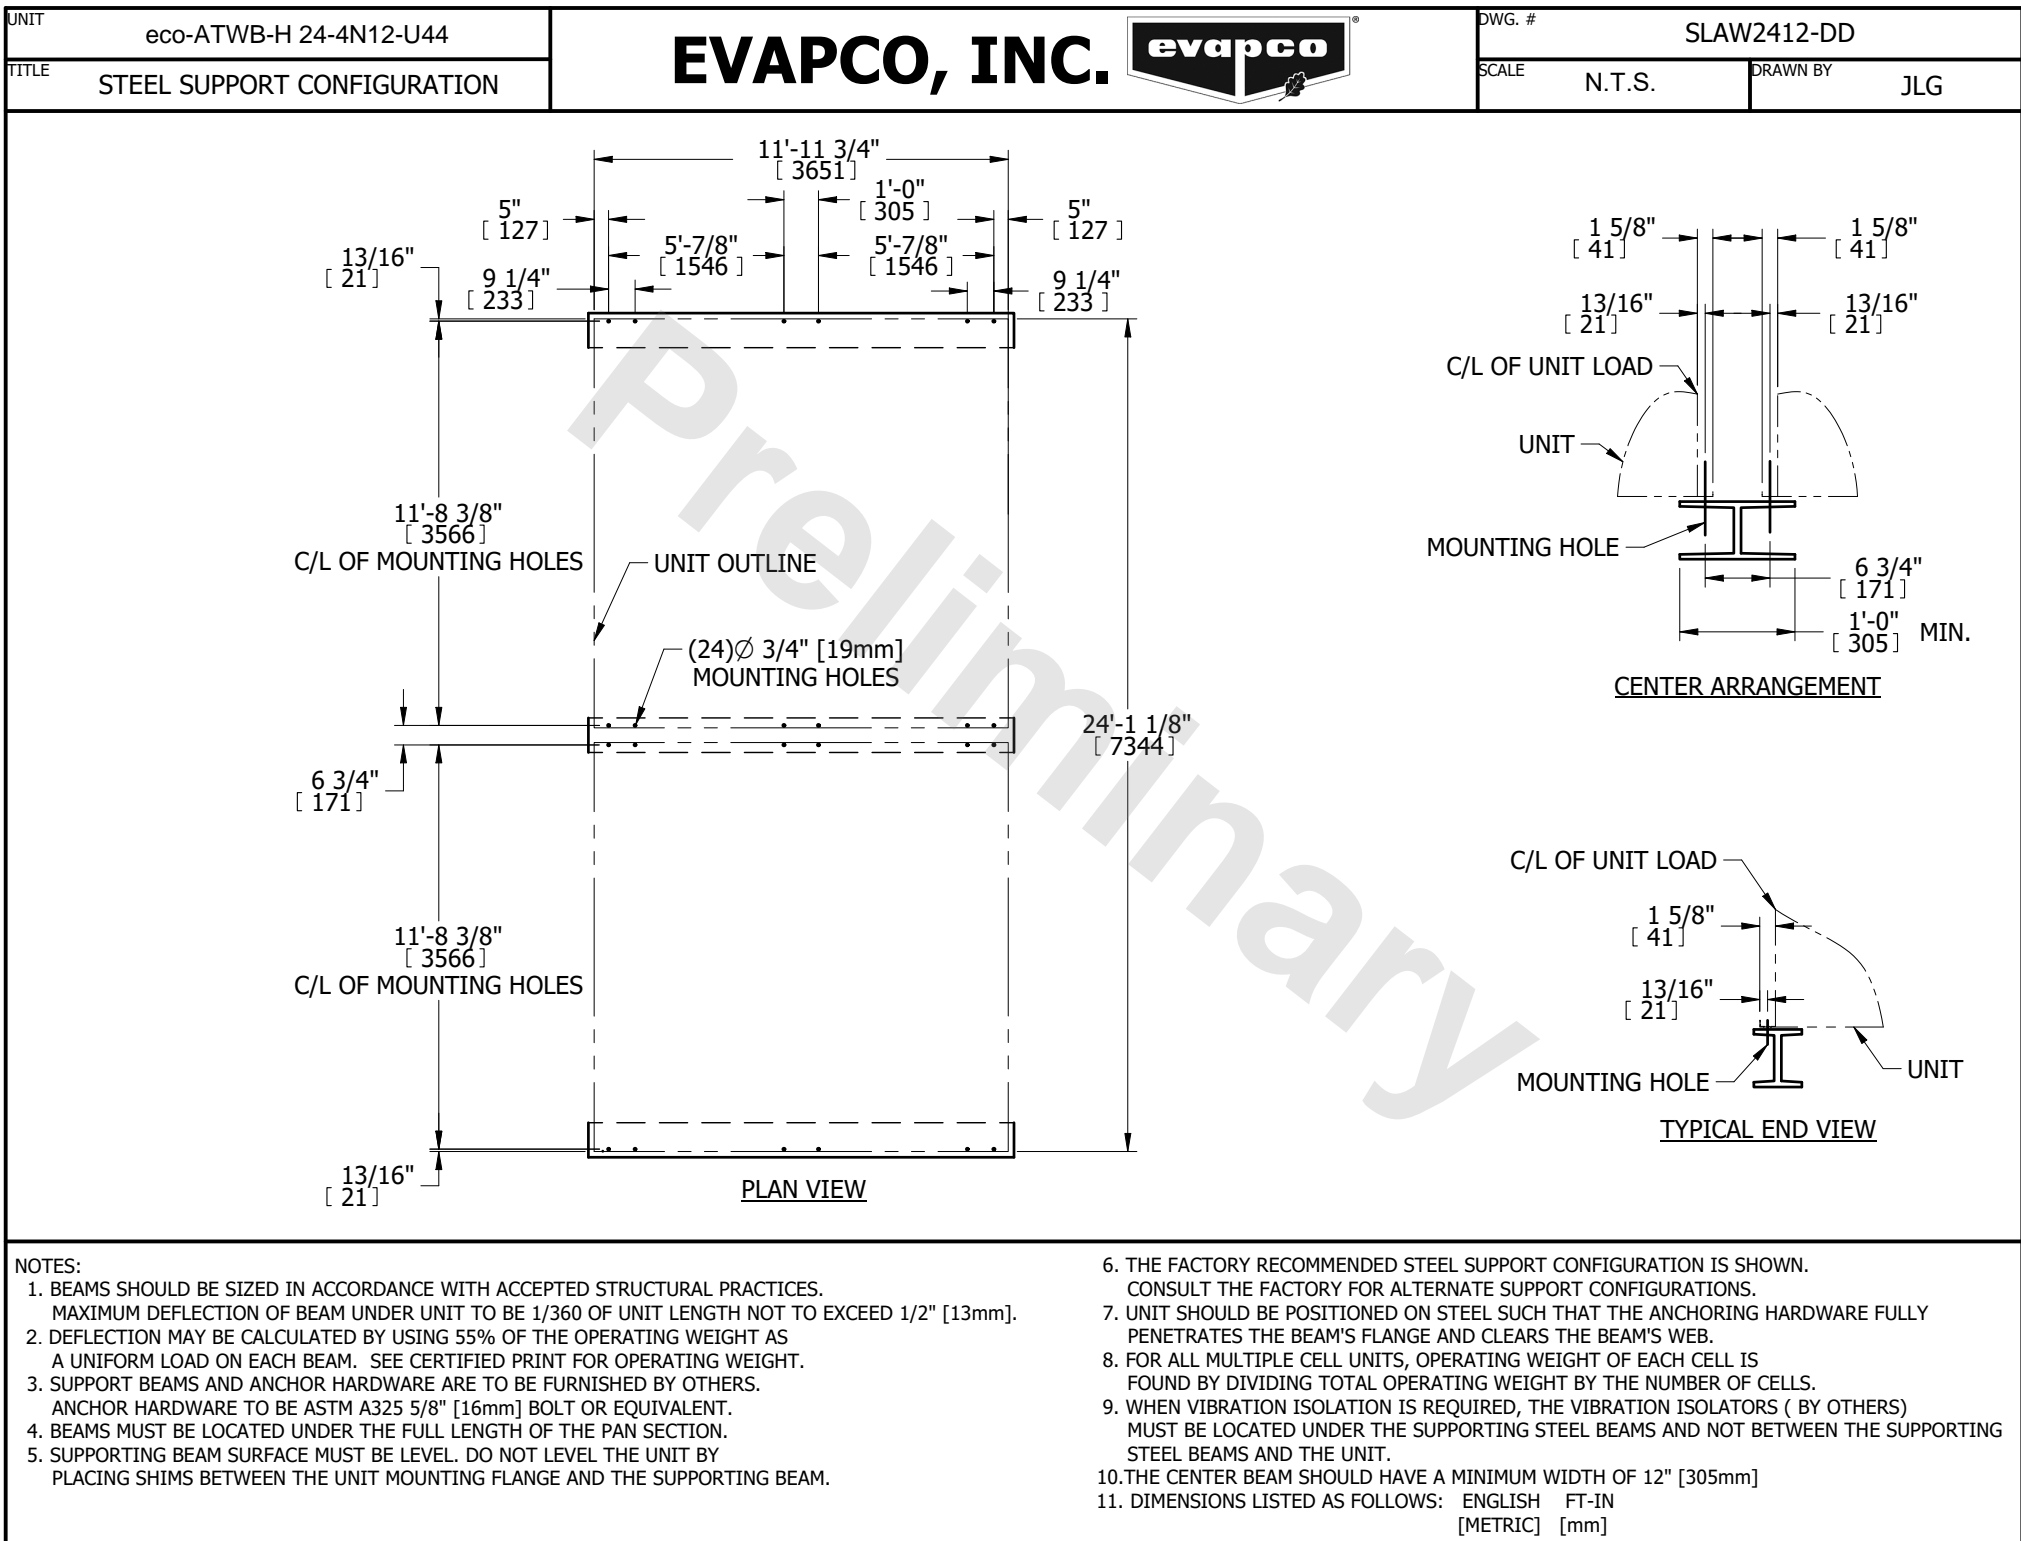 UNIT
eco-ATWB-H 24-4N12-U44
TITLE
STEEL SUPPORT CONFIGURATION
EVAPCO, INC.
evapco
®
DWG. #
SLAW2412-DD
SCALE
N.T.S.
DRAWN BY
JLG
11'-11 3/4"
[ 3651]
1'-0"
[ 305 ]
5"
[ 127]
5"
[ 127 ]
5'-7/8"
[ 1546 ]
5'-7/8"
[ 1546 ]
13/16"
[ 21]
9 1/4"
[ 233]
9 1/4"
[ 233 ]
11'-8 3/8"
[ 3566]
C/L OF MOUNTING HOLES
UNIT OUTLINE
(24)Ø 3/4" [19mm]
MOUNTING HOLES
6 3/4"
[ 171]
24'-1 1/8"
[ 7344]
11'-8 3/8"
[ 3566]
C/L OF MOUNTING HOLES
13/16"
[ 21]
PLAN VIEW
Preliminary
1 5/8"
[ 41]
1 5/8"
[ 41]
13/16"
[ 21]
13/16"
[ 21]
C/L OF UNIT LOAD
UNIT
MOUNTING HOLE
6 3/4"
[ 171]
1'-0"
[ 305] MIN.
CENTER ARRANGEMENT
C/L OF UNIT LOAD
1 5/8"
[ 41]
13/16"
[ 21]
MOUNTING HOLE
UNIT
TYPICAL END VIEW
NOTES:
1. BEAMS SHOULD BE SIZED IN ACCORDANCE WITH ACCEPTED STRUCTURAL PRACTICES.
MAXIMUM DEFLECTION OF BEAM UNDER UNIT TO BE 1/360 OF UNIT LENGTH NOT TO EXCEED 1/2" [13mm].
2. DEFLECTION MAY BE CALCULATED BY USING 55% OF THE OPERATING WEIGHT AS
A UNIFORM LOAD ON EACH BEAM. SEE CERTIFIED PRINT FOR OPERATING WEIGHT.
3. SUPPORT BEAMS AND ANCHOR HARDWARE ARE TO BE FURNISHED BY OTHERS.
ANCHOR HARDWARE TO BE ASTM A325 5/8" [16mm] BOLT OR EQUIVALENT.
4. BEAMS MUST BE LOCATED UNDER THE FULL LENGTH OF THE PAN SECTION.
5. SUPPORTING BEAM SURFACE MUST BE LEVEL. DO NOT LEVEL THE UNIT BY
PLACING SHIMS BETWEEN THE UNIT MOUNTING FLANGE AND THE SUPPORTING BEAM.
6. THE FACTORY RECOMMENDED STEEL SUPPORT CONFIGURATION IS SHOWN.
CONSULT THE FACTORY FOR ALTERNATE SUPPORT CONFIGURATIONS.
7. UNIT SHOULD BE POSITIONED ON STEEL SUCH THAT THE ANCHORING HARDWARE FULLY
PENETRATES THE BEAM'S FLANGE AND CLEARS THE BEAM'S WEB.
8. FOR ALL MULTIPLE CELL UNITS, OPERATING WEIGHT OF EACH CELL IS
FOUND BY DIVIDING TOTAL OPERATING WEIGHT BY THE NUMBER OF CELLS.
9. WHEN VIBRATION ISOLATION IS REQUIRED, THE VIBRATION ISOLATORS ( BY OTHERS)
MUST BE LOCATED UNDER THE SUPPORTING STEEL BEAMS AND NOT BETWEEN THE SUPPORTING
STEEL BEAMS AND THE UNIT.
10.THE CENTER BEAM SHOULD HAVE A MINIMUM WIDTH OF 12" [305mm]
11. DIMENSIONS LISTED AS FOLLOWS: ENGLISH FT-IN
[METRIC] [mm]